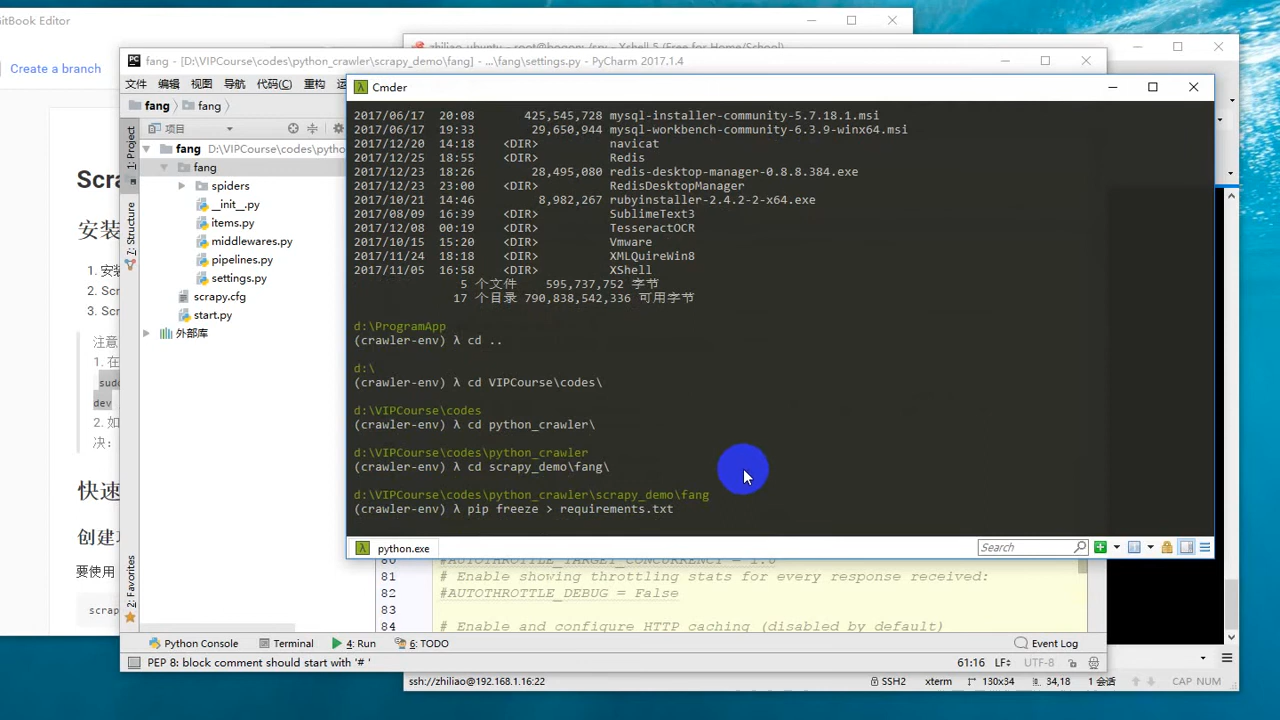 itBook Editor
Create a branch
zhiliao-ubuntu - root@bogon: /srv - Xshell 5 (Free for Home/School)
fang - [D:\VIPCourse\codes\python_crawler\scrapy_demo\fang] - ...\fang\settings.py - PyCharm 2017.1.4
文件 编辑 视图 导航 代码(C) 重构 运
fang fang
项目
1: Project
Z: Structure
2: Favorites
fang D:\VIPCourse\codes\pytho
fang
spiders
__init__.py
items.py
middlewares.py
pipelines.py
settings.py
scrapy.cfg
start.py
外部库
Scra
安装
1. 安装
2. Scr
3. Scr
注意
1. 在
sudo
dev
2. 如
决：
快速
创建项
要使用
scrap
Cmder
2017/06/17 20:08 425,545,728 mysql-installer-community-5.7.18.1.msi
2017/06/17 19:33 29,650,944 mysql-workbench-community-6.3.9-winx64.msi
2017/12/20 14:18 <DIR> navicat
2017/12/25 18:55 <DIR> Redis
2017/12/23 18:26 28,495,080 redis-desktop-manager-0.8.8.384.exe
2017/12/23 23:00 <DIR> RedisDesktopManager
2017/10/21 14:46 8,982,267 rubyinstaller-2.4.2-2-x64.exe
2017/08/09 16:39 <DIR> SublimeText3
2017/12/08 00:19 <DIR> TesseractOCR
2017/10/15 15:20 <DIR> Vmware
2017/11/24 18:18 <DIR> XMLQuireWin8
2017/11/05 16:58 <DIR> XShell
5 个文件 595,737,752 字节
17 个目录 790,838,542,336 可用字节
d:\ProgramApp
(crawler-env) λ cd ..
d:\
(crawler-env) λ cd VIPCourse\codes\
d:\VIPCourse\codes
(crawler-env) λ cd python_crawler\
d:\VIPCourse\codes\python_crawler
(crawler-env) λ cd scrapy_demo\fang\
d:\VIPCourse\codes\python_crawler\scrapy_demo\fang
(crawler-env) λ pip freeze > requirements.txt
python.exe
Search
80 #AUTOTHROTTLE_TARGET_CONCURRENCY = 1.0
81 # Enable showing throttling stats for every response received:
82 #AUTOTHROTTLE_DEBUG = False
83
84 # Enable and configure HTTP caching (disabled by default)
Python Console Terminal 4: Run 6: TODO Event Log
PEP 8: block comment should start with '# ' 61:16 LF÷ UTF-8
ssh://zhiliao@192.168.1.16:22 SSH2 xterm 130x34 34,18 1 会话 CAP NUM